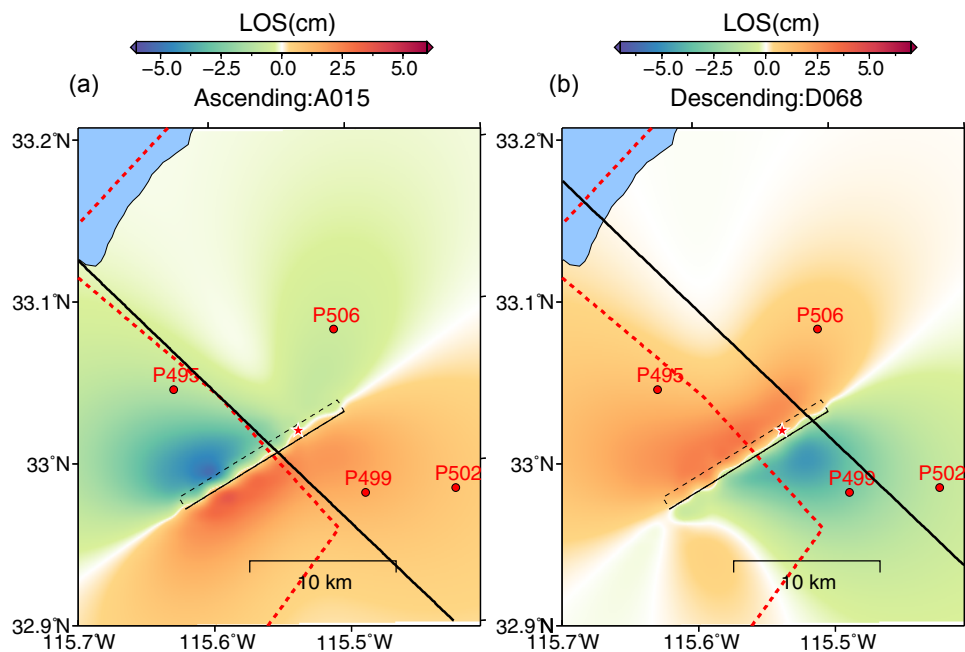 LOS(cm)
−5.0 −2.5 0.0 2.5 5.0
(a)
Ascending:A015
33.2˚N
33.1˚N
33˚N
32.9˚N
115.7˚W 115.6˚W 115.5˚W
P506
P495
P499
P502
10 km
LOS(cm)
−5.0 −2.5 0.0 2.5 5.0
(b)
Descending:D068
33.2˚N
33.1˚N
33˚N
32.9˚N
115.7˚W 115.6˚W 115.5˚W
P506
P495
P499
P502
10 km